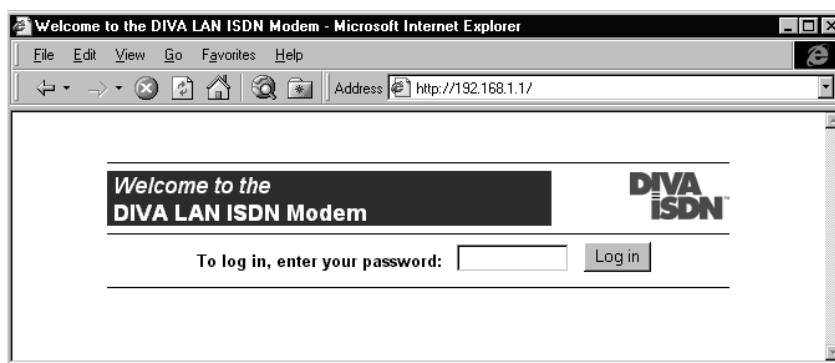 Welcome to the DIVA LAN ISDN Modem - Microsoft Internet Explorer
File Edit View Go Favorites Help
Address http://192.168.1.1/
Welcome to the
DIVA LAN ISDN Modem
DIVA
ISDN™
To log in, enter your password: Log in